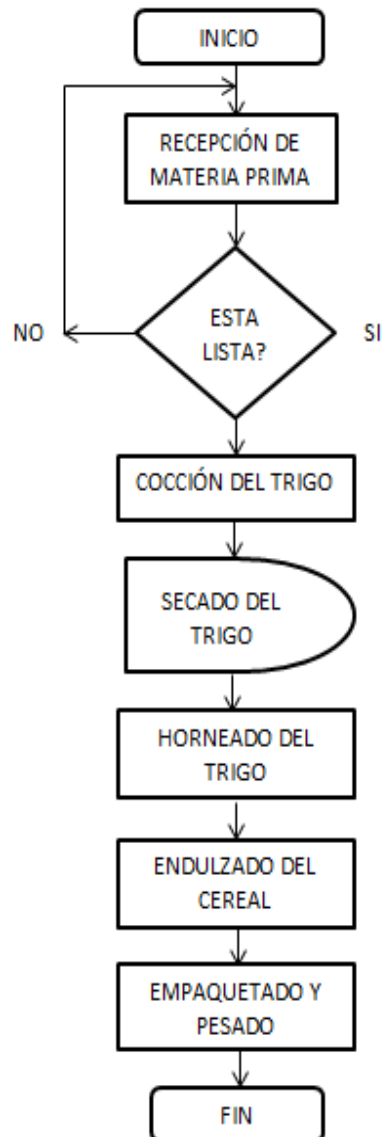 INICIO
RECEPCIÓN DE
MATERIA PRIMA
ESTA
LISTA?
NO
SI
COCCIÓN DEL TRIGO
SECADO DEL
TRIGO
HORNEADO DEL
TRIGO
ENDULZADO DEL
CEREAL
EMPAQUETADO Y
PESADO
FIN